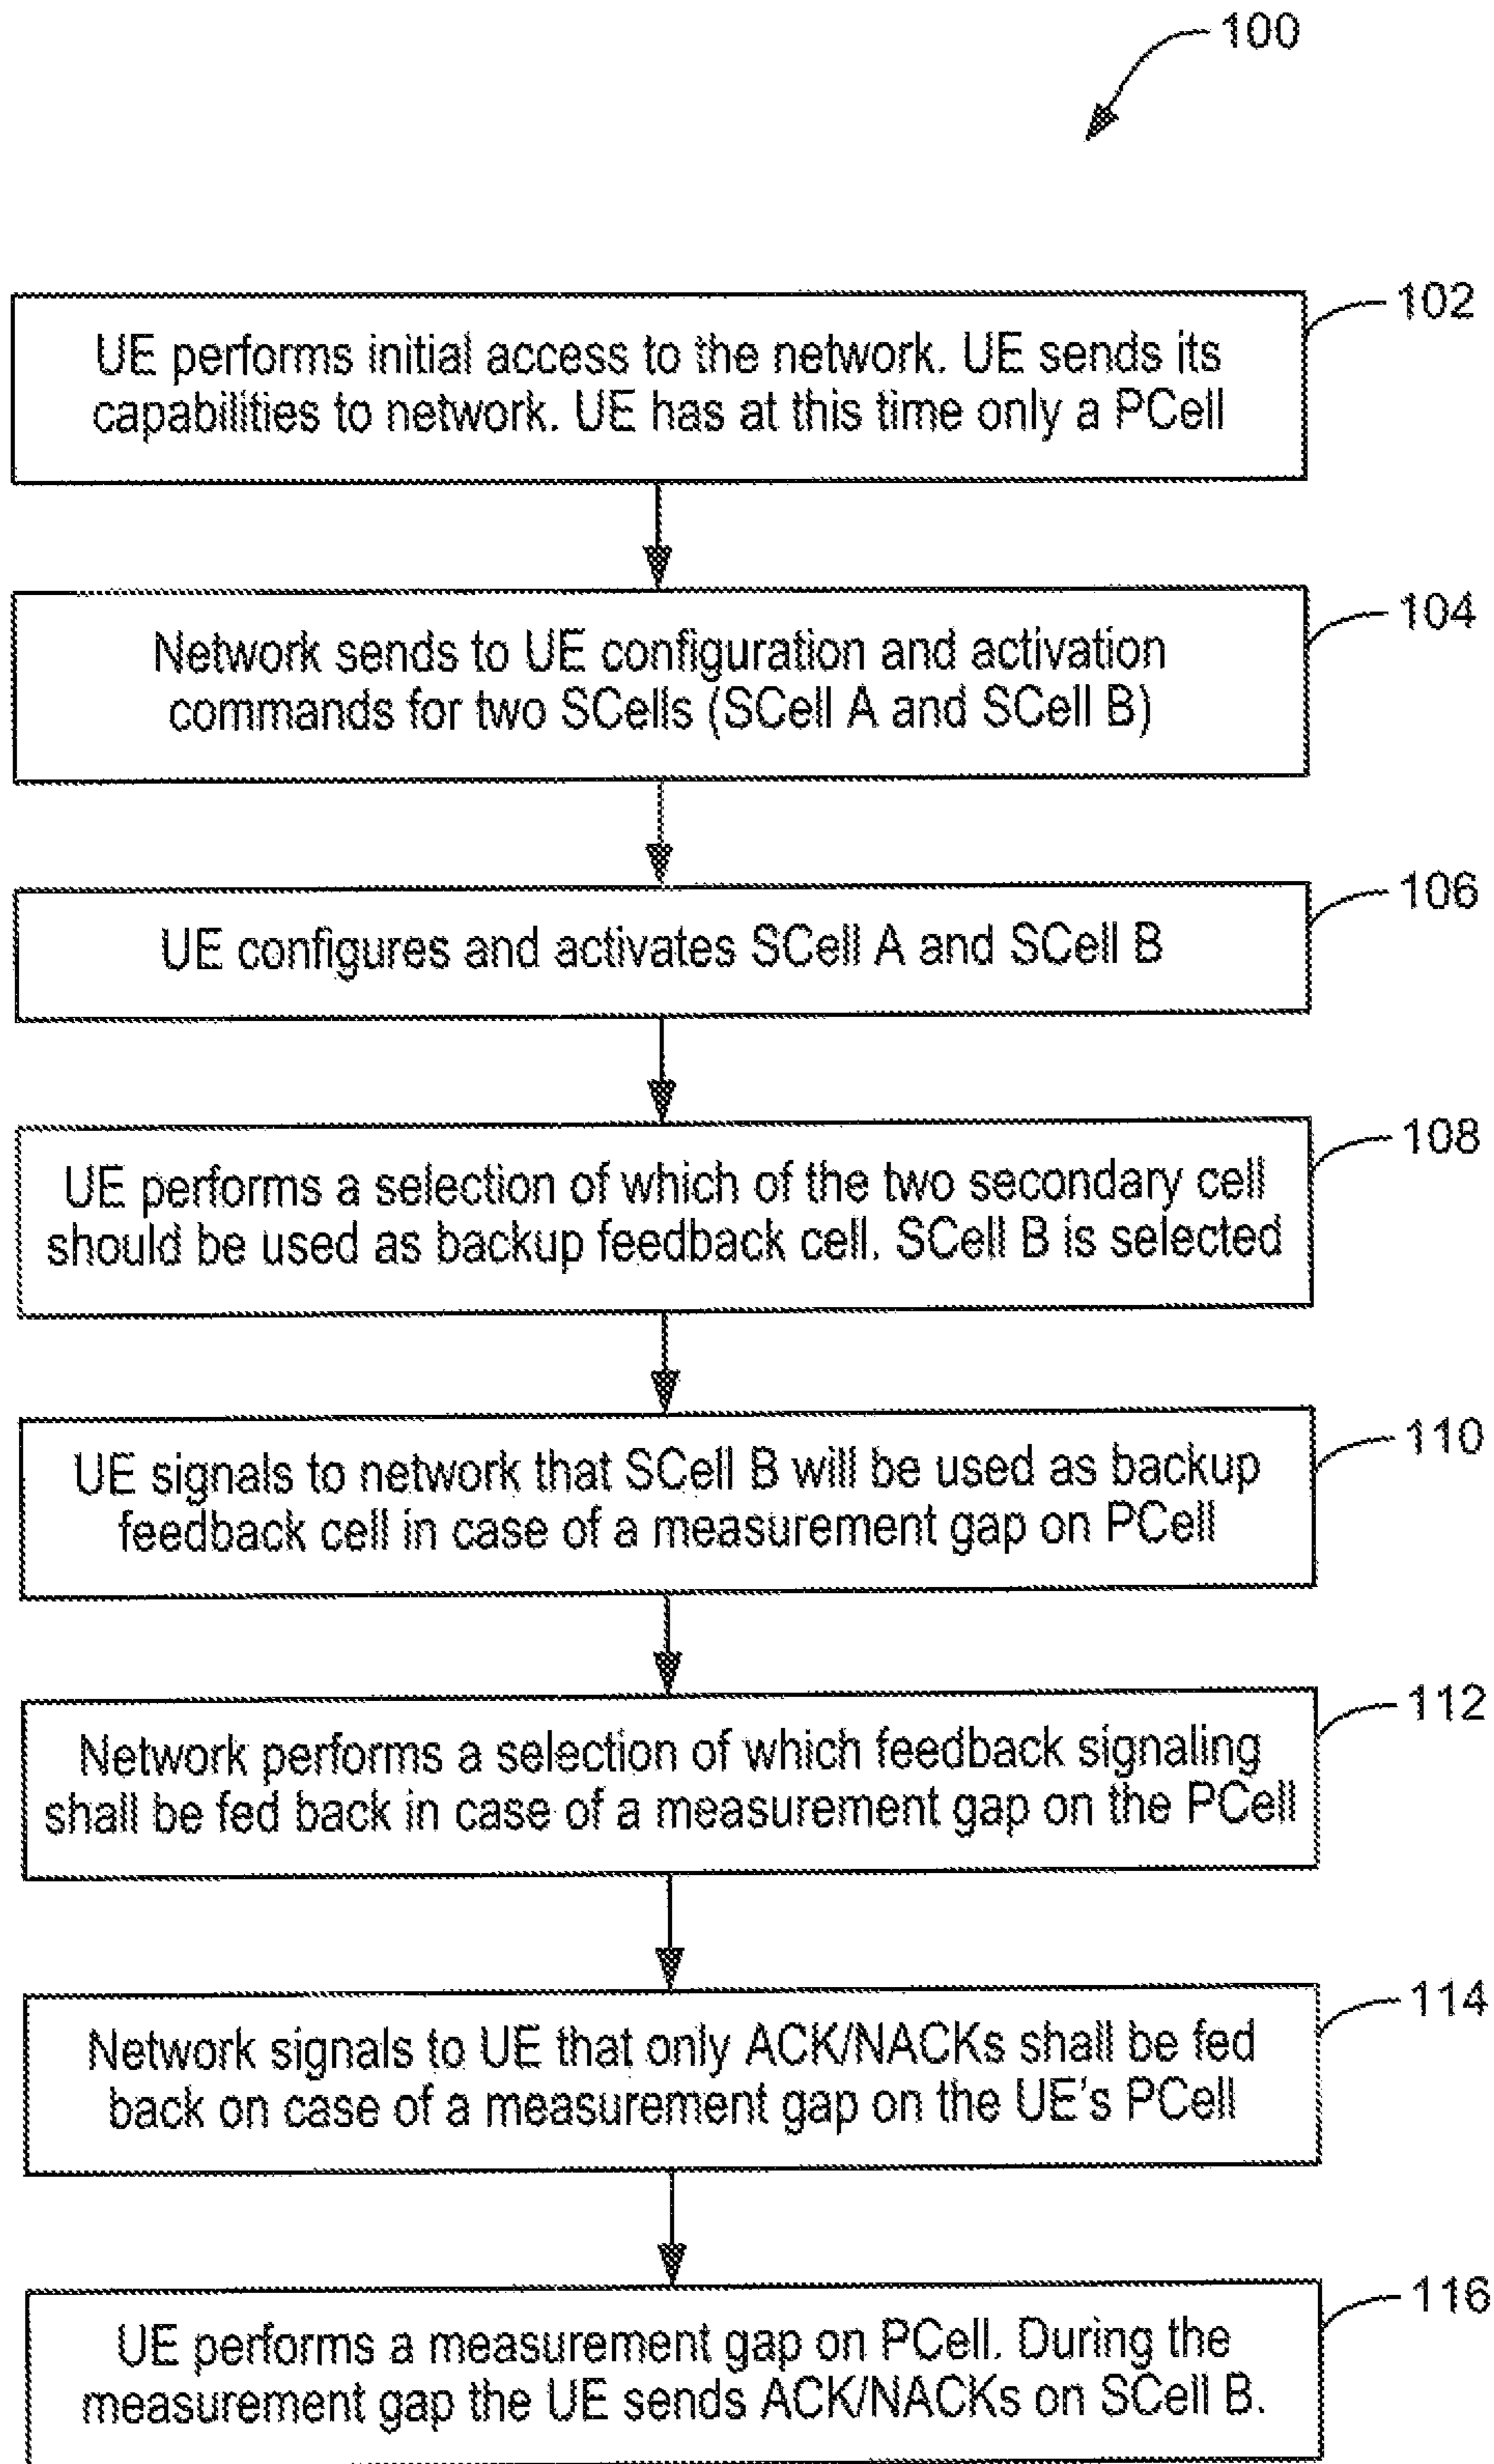 100
102
UE performs initial access to the network. UE sends its
capabilities to network. UE has at this time only a PCell
104
Network sends to UE configuration and activation
commands for two SCells (SCell A and SCell B)
106
UE configures and activates SCell A and SCell B
108
UE performs a selection of which of the two secondary cell
should be used as backup feedback cell. SCell B is selected
110
UE signals to network that SCell B will be used as backup
feedback cell in case of a measurement gap on PCell
112
Network performs a selection of which feedback signaling
shall be fed back in case of a measurement gap on the PCell
114
Network signals to UE that only ACK/NACKs shall be fed
back on case of a measurement gap on the UE's PCell
116
UE performs a measurement gap on PCell. During the
measurement gap the UE sends ACK/NACKs on SCell B.